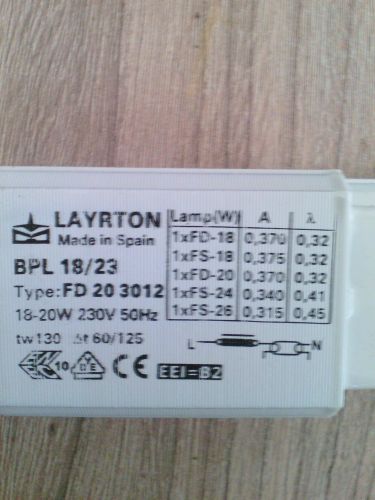 LAYRTON
Made in Spain
BPL 18/23
Type: FD 20 3012
18-20W 230V 50Hz
tw130 Δt 60/125
10 CE EEI=B2
Lamp(W) A λ
1xFD-18 0,370 0,32
1xFS-18 0,375 0,32
1xFD-20 0,370 0,32
1xFS-24 0,340 0,41
1xFS-26 0,315 0,45
L N